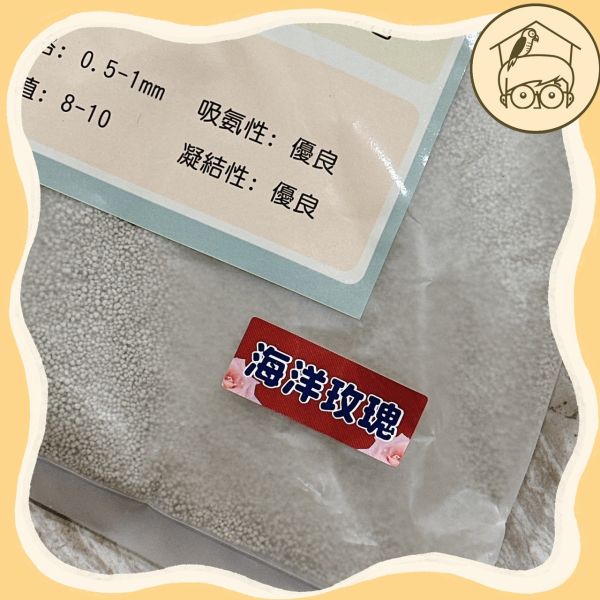 : 0.5-1mm
值: 8-10
吸氨性: 優良
凝結性: 優良
海洋玫瑰